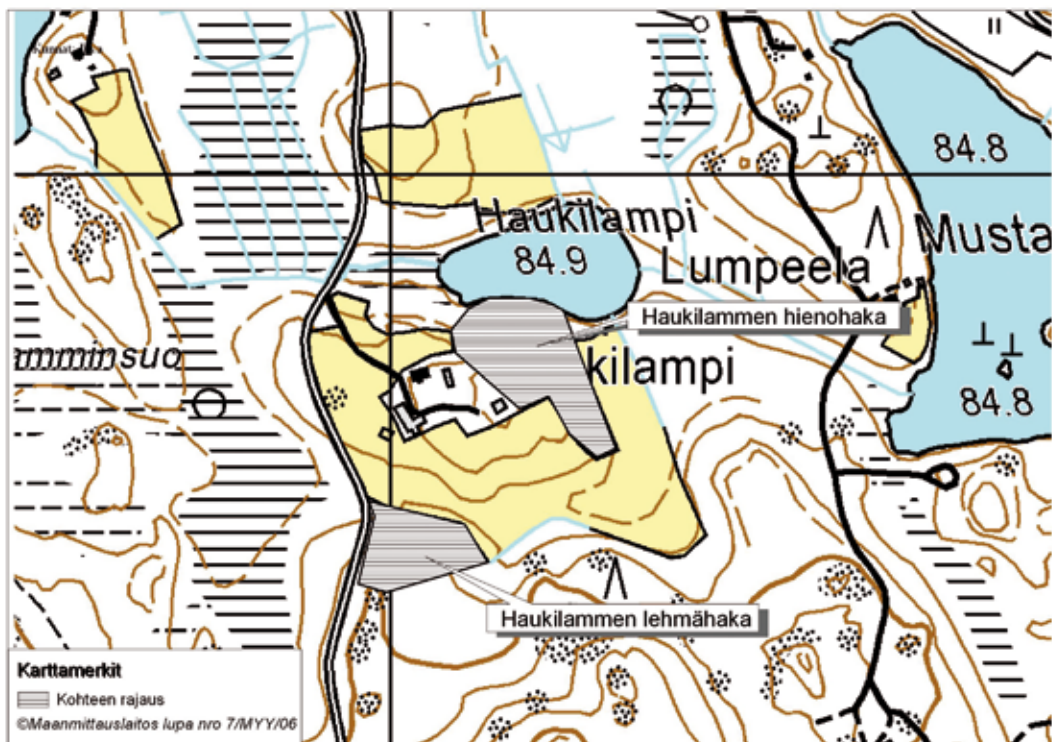 84.8
Haukilampi
84.9
Lumpeela
Musta
Haukilammen hienohaka
amminsuo
kilampi
84.8
Haukilammen lehmähaka
Karttamerkit
Kohteen rajaus
©Maanmittauslaitos lupa nro 7/MYY/06